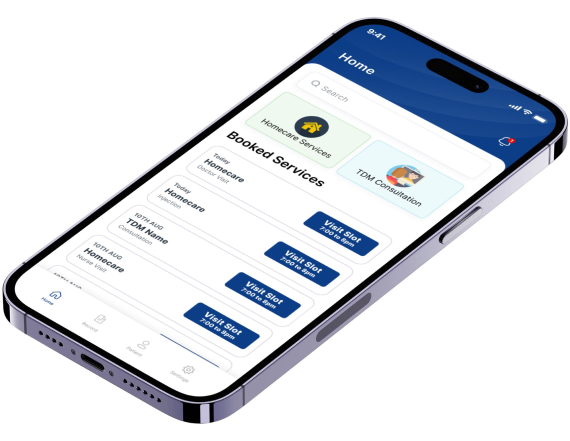 9:41
Home
Search
Homecare Services
TDM Consultation
Booked Services
Today
Homecare
Doctor Visit
Visit Slot
7:00 to 8pm
Today
Homecare
Injection
Visit Slot
7:00 to 8pm
10TH AUG
TDM Name
Consultation
Visit Slot
7:00 to 8pm
10TH AUG
Homecare
Nurse Visit
Visit Slot
7:00 to 8pm
Home
Record
Patient
Settings